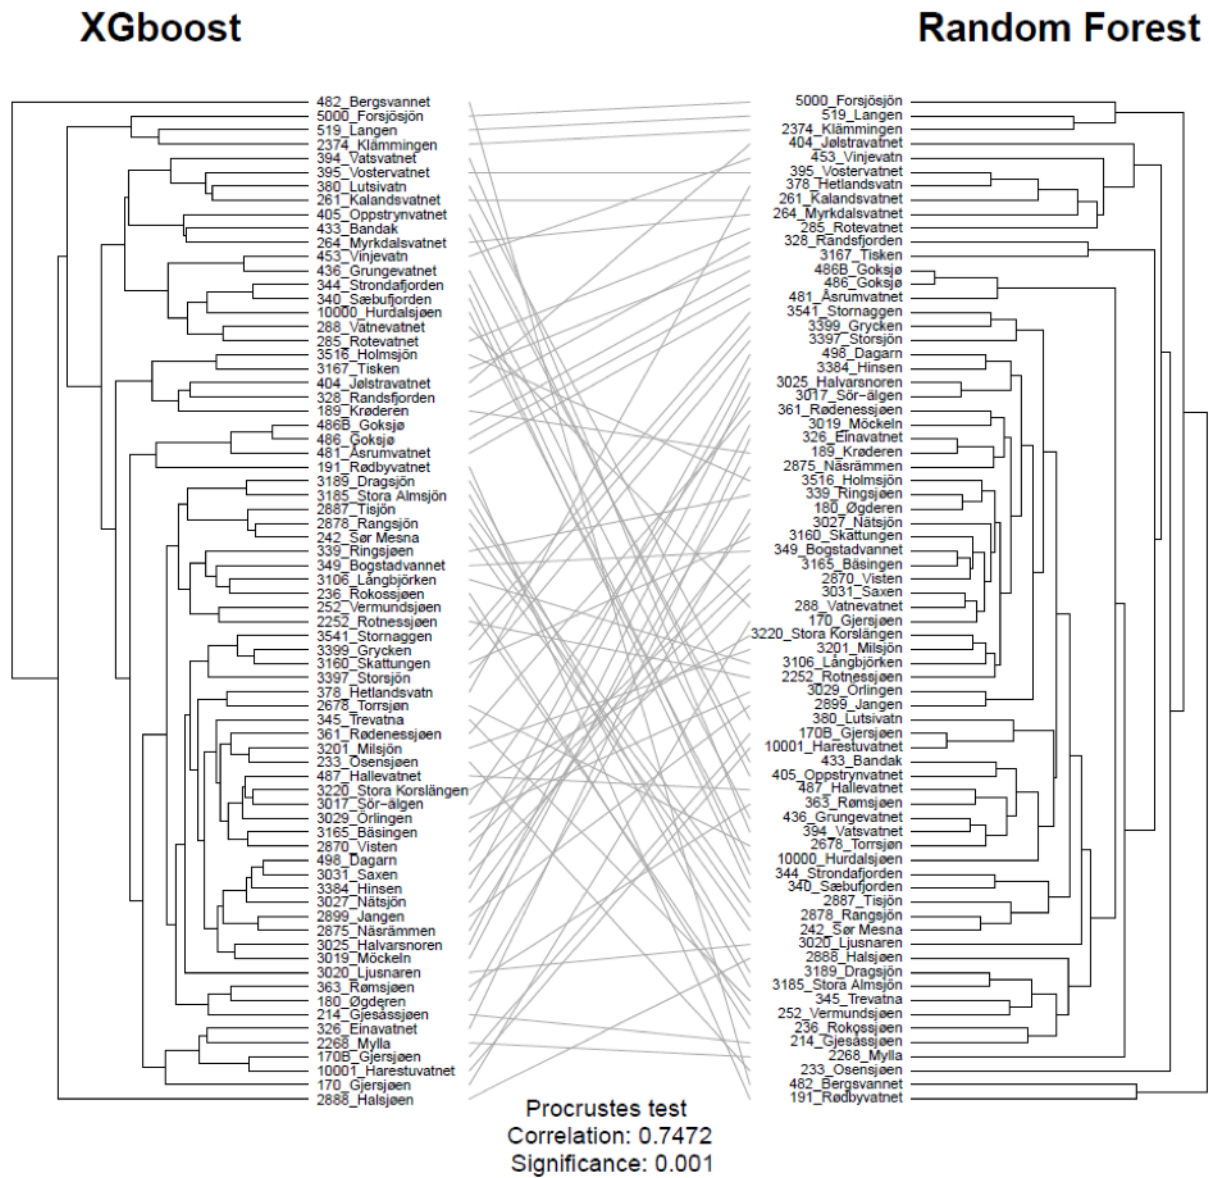 XGboost
Random Forest
482_Bergsvannet
5000_Forsjösjön
519_Langen
2374_Klämmingen
394_Vatsvatnet
395_Vostervatnet
380_Lutsivatn
261_Kalandsvatnet
405_Oppstrynvatnet
433_Bandak
264_Myrkdalsvatnet
453_Vinjevatn
436_Grungevatnet
344_Strondafjorden
340_Sæbufjorden
10000_Hurdalsjøen
288_Vatnevatnet
285_Rotevatnet
3516_Holmsjön
3167_Tisken
404_Jølstravatnet
328_Randsfjorden
189_Krøderen
486B_Goksjø
486_Goksjø
481_Åsrumvatnet
191_Rødbyvatnet
3189_Dragsjön
3185_Stora Almsjön
2887_Tisjön
2878_Rangsjön
242_Sør Mesna
339_Ringsjøen
349_Bogstadvannet
3106_Långbjörken
236_Rokossjøen
252_Vermundsjøen
2252_Rotnessjøen
3541_Stornaggen
3399_Grycken
3160_Skattungen
3397_Storsjön
378_Hetlandsvatn
2678_Torrsjøn
345_Trevatna
361_Rødenessjøen
3201_Milsjön
233_Osensjøen
487_Hallevatnet
3220_Stora Korslängen
3017_Sör−älgen
3029_Örlingen
3165_Bäsingen
2870_Visten
498_Dagarn
3031_Saxen
3384_Hinsen
3027_Nätsjön
2899_Jangen
2875_Näsrämmen
3025_Halvarsnoren
3019_Möckeln
3020_Ljusnaren
363_Rømsjøen
180_Øgderen
214_Gjesåssjøen
326_Einavatnet
2268_Mylla
170B_Gjersjøen
10001_Harestuvatnet
170_Gjersjøen
2888_Halsjøen
5000_Forsjösjön
519_Langen
2374_Klämmingen
404_Jølstravatnet
453_Vinjevatn
395_Vostervatnet
378_Hetlandsvatn
261_Kalandsvatnet
264_Myrkdalsvatnet
285_Rotevatnet
328_Randsfjorden
3167_Tisken
486B_Goksjø
486_Goksjø
481_Åsrumvatnet
3541_Stornaggen
3399_Grycken
3397_Storsjön
498_Dagarn
3384_Hinsen
3025_Halvarsnoren
3017_Sör−älgen
361_Rødenessjøen
3019_Möckeln
326_Einavatnet
189_Krøderen
2875_Näsrämmen
3516_Holmsjön
339_Ringsjøen
180_Øgderen
3027_Nätsjön
3160_Skattungen
349_Bogstadvannet
3165_Bäsingen
2870_Visten
3031_Saxen
288_Vatnevatnet
170_Gjersjøen
3220_Stora Korslängen
3201_Milsjön
3106_Långbjörken
2252_Rotnessjøen
3029_Örlingen
2899_Jangen
380_Lutsivatn
170B_Gjersjøen
10001_Harestuvatnet
433_Bandak
405_Oppstrynvatnet
487_Hallevatnet
363_Rømsjøen
436_Grungevatnet
394_Vatsvatnet
2678_Torrsjøn
10000_Hurdalsjøen
344_Strondafjorden
340_Sæbufjorden
2887_Tisjön
2878_Rangsjön
242_Sør Mesna
3020_Ljusnaren
2888_Halsjøen
3189_Dragsjön
3185_Stora Almsjön
345_Trevatna
252_Vermundsjøen
236_Rokossjøen
214_Gjesåssjøen
2268_Mylla
233_Osensjøen
482_Bergsvannet
191_Rødbyvatnet
Procrustes test
Correlation: 0.7472
Significance: 0.001